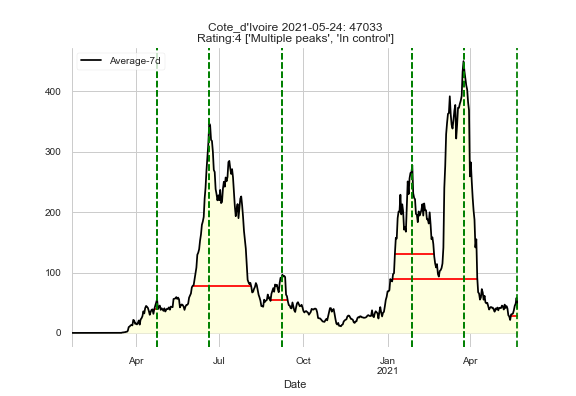 Cote_d'Ivoire 2021-05-24: 47033
Rating:4 ['Multiple peaks', 'In control']
Average-7d
400
300
200
100
0
Apr
Jul
Oct
Jan
2021
Apr
Date